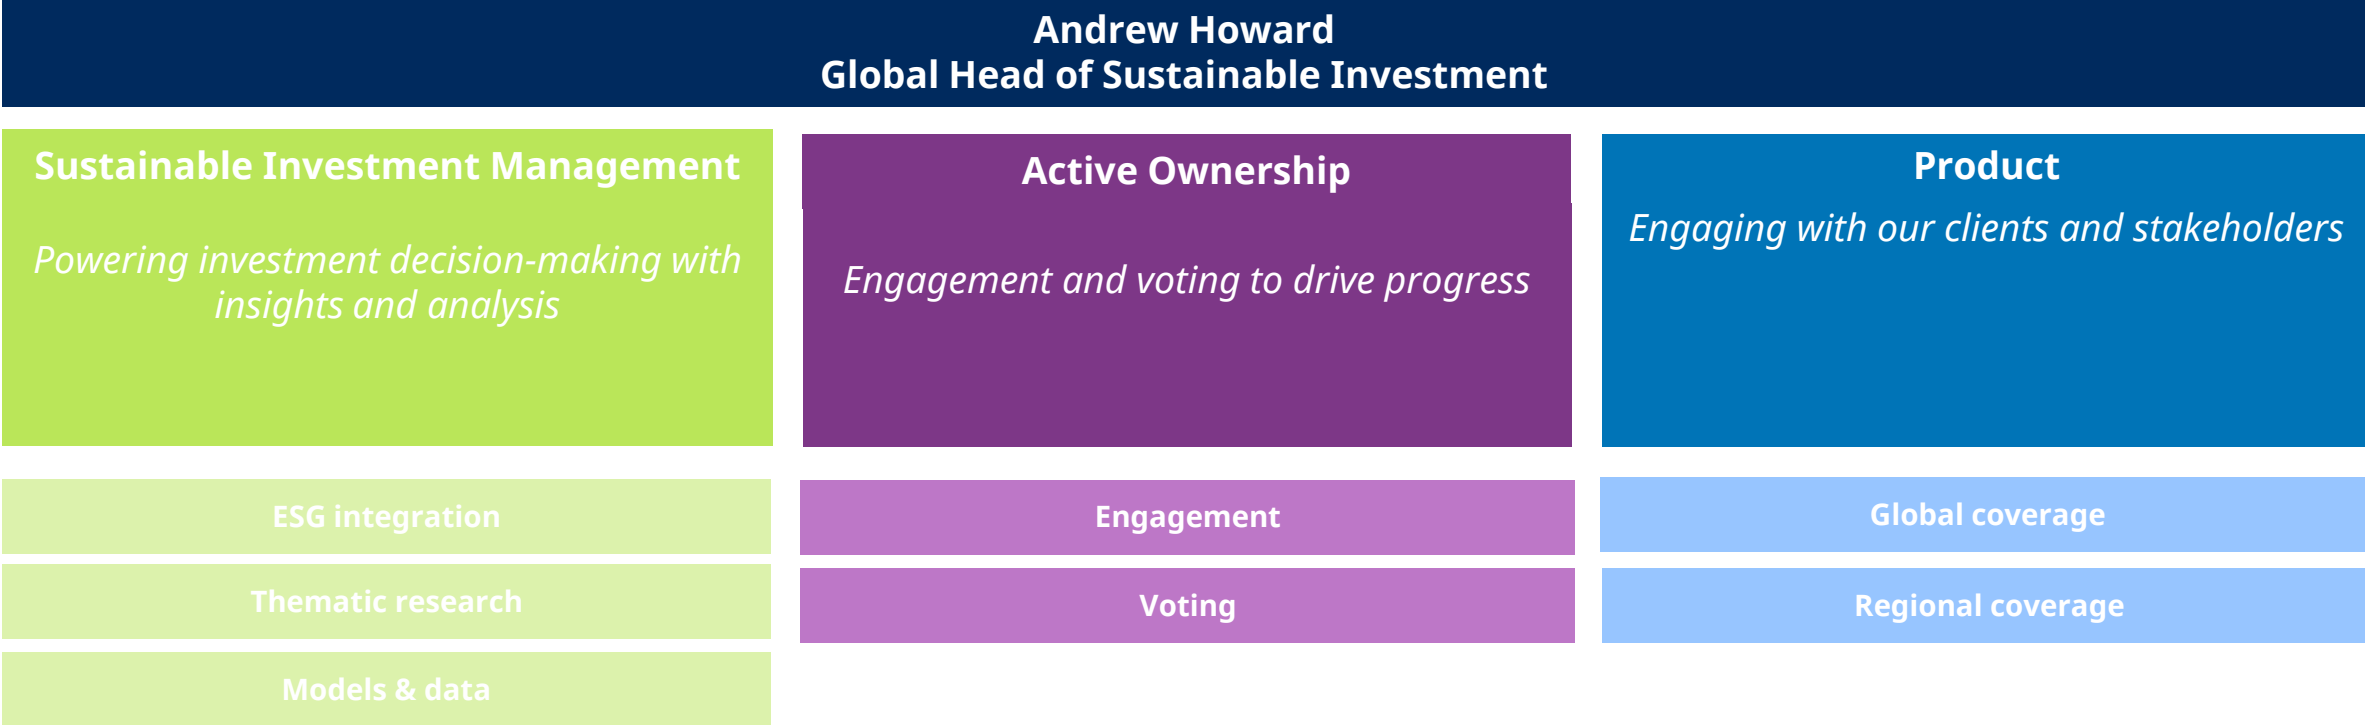 Andrew Howard
Global Head of Sustainable Investment
Sustainable Investment Management
Powering investment decision-making with
insights and analysis
ESG integration
Thematic research
Models & data
Active Ownership
Engagement and voting to drive progress
Engagement
Voting
Product
Engaging with our clients and stakeholders
Global coverage
Regional coverage